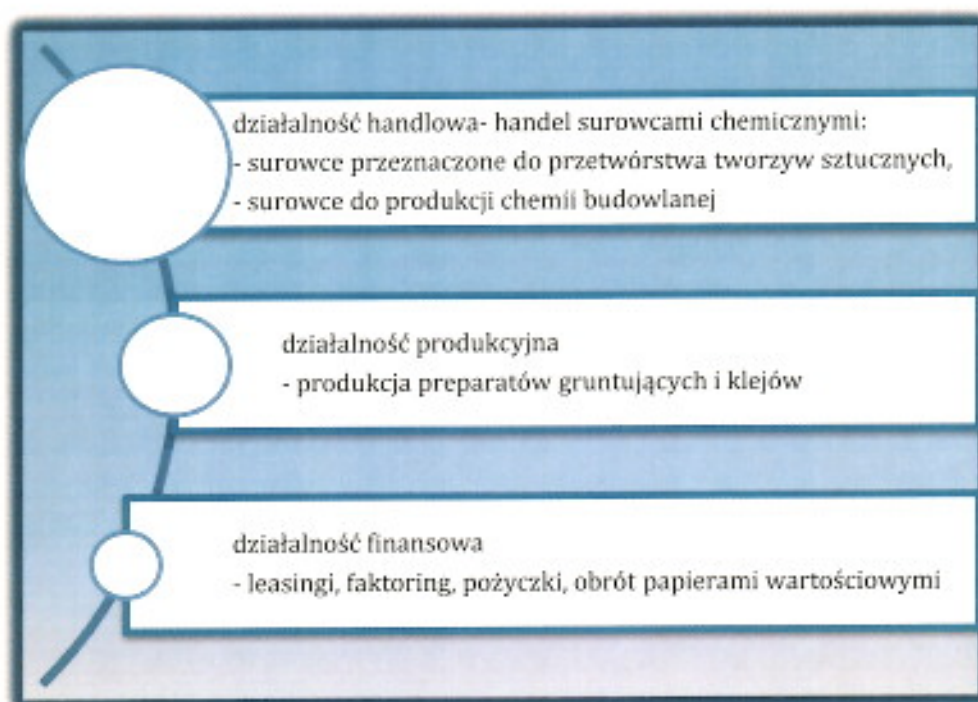 działalność handlowa- handel surowcami chemicznymi:
- surowce przeznaczone do przetwórstwa tworzyw sztucznych,
- surowce do produkcji chemii budowlanej
działalność produkcyjna
- produkcja preparatów gruntujących i klejów
działalność finansowa
- leasingi, faktoring, pożyczki, obrót papierami wartościowymi